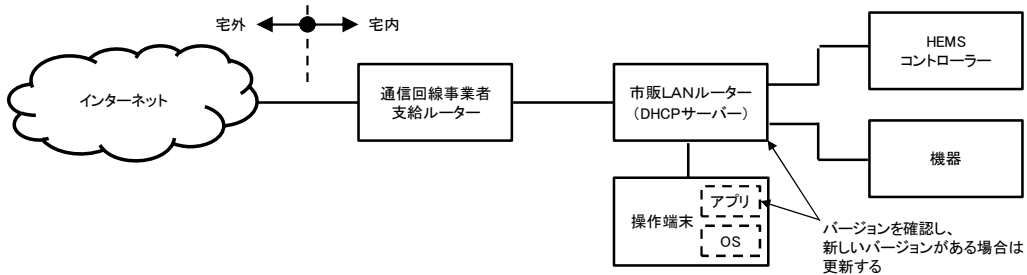 宅外
宅内
インターネット
通信回線事業者
支給ルーター
市販LANルーター
(DHCPサーバー)
HEMS
コントローラー
機器
操作端末
アプリ
OS
バージョンを確認し、
新しいバージョンがある場合は
更新する